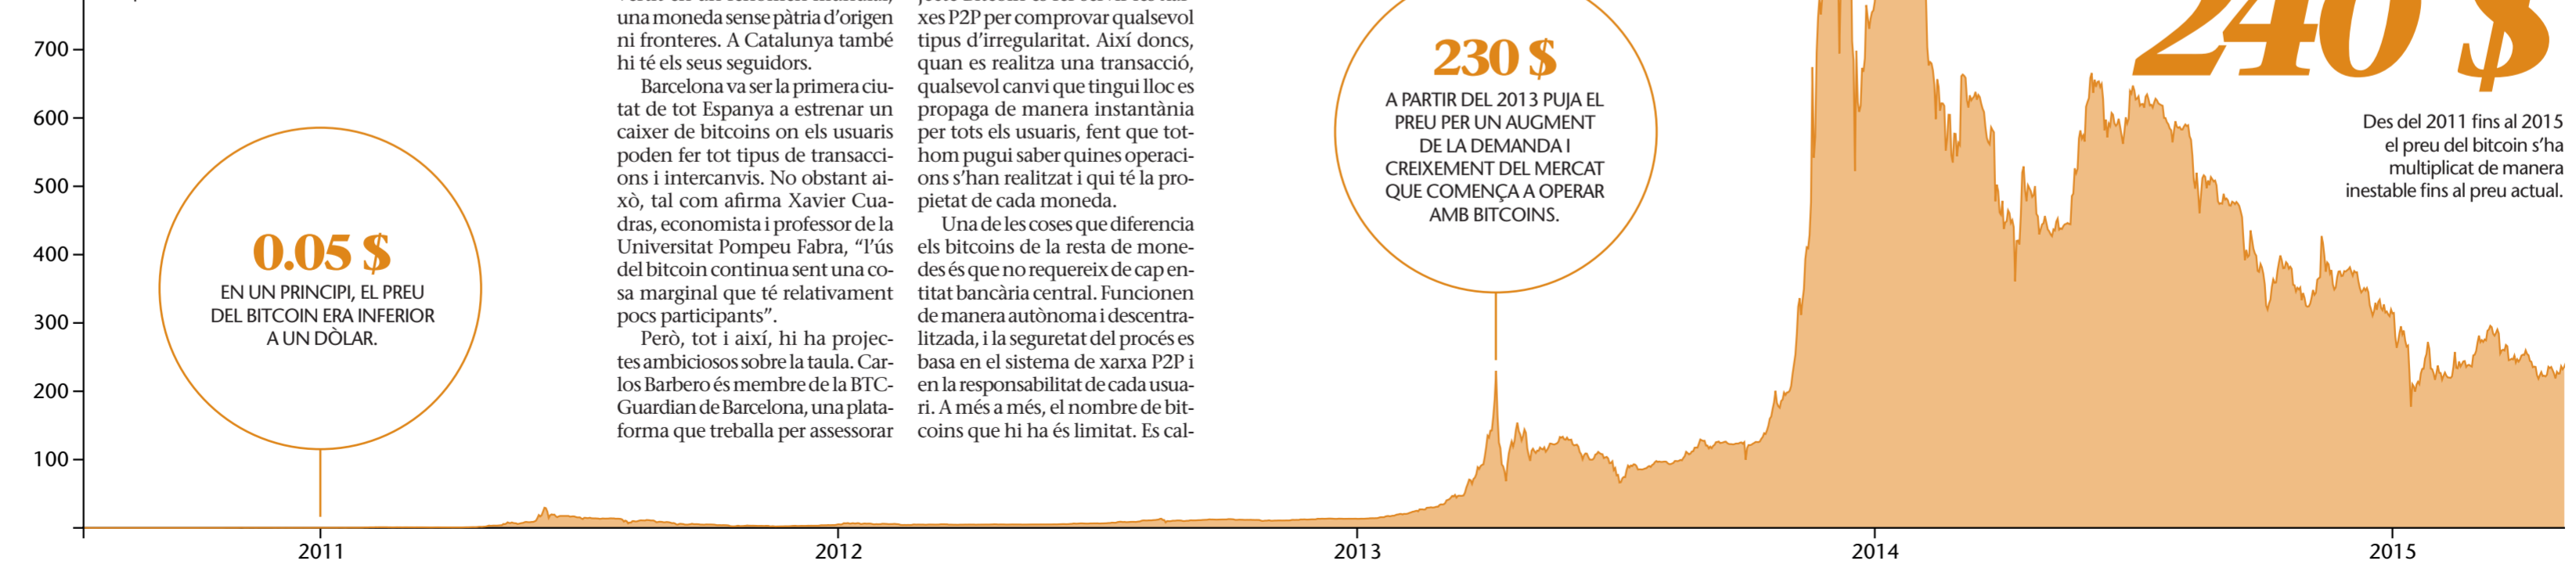 700
600
500
400
300
200
100
0.05 $
EN UN PRINCIPI, EL PREU
DEL BITCOIN ERA INFERIOR
A UN DÒLAR.
una moneda sense pàtria d’origen
ni fronteres. A Catalunya també
hi té els seus seguidors.
Barcelona va ser la primera ciu-
tat de tot Espanya a estrenar un
caixer de bitcoins on els usuaris
poden fer tot tipus de transacci-
ons i intercanvis. No obstant ai-
xò, tal com afirma Xavier Cua-
dras, economista i professor de la
Universitat Pompeu Fabra, “l’ús
del bitcoin continua sent una co-
sa marginal que té relativament
pocs participants”.
Però, tot i així, hi ha projec-
tes ambiciosos sobre la taula. Car-
los Barbero és membre de la BTC-
Guardian de Barcelona, una plata-
forma que treballa per assessorar
xes P2P per comprovar qualsevol
tipus d’irregularitat. Així doncs,
quan es realitza una transacció,
qualsevol canvi que tingui lloc es
propaga de manera instantània
per tots els usuaris, fent que tot-
hom pugui saber quines operaci-
ons s’han realitzat i qui té la pro-
pietat de cada moneda.
Una de les coses que diferencia
els bitcoins de la resta de mone-
des és que no requereix de cap en-
titat bancària central. Funcionen
de manera autònoma i descentra-
litzada, i la seguretat del procés es
basa en el sistema de xarxa P2P i
en la responsabilitat de cada usua-
ri. A més a més, el nombre de bit-
coins que hi ha és limitat. Es cal-
230 $
A PARTIR DEL 2013 PUJA EL
PREU PER UN AUGMENT
DE LA DEMANDA I
CREIXEMENT DEL MERCAT
QUE COMENÇA A OPERAR
AMB BITCOINS.
240 $
Des del 2011 fins al 2015
el preu del bitcoin s’ha
multiplicat de manera
inestable fins al preu actual.
2011
2012
2013
2014
2015